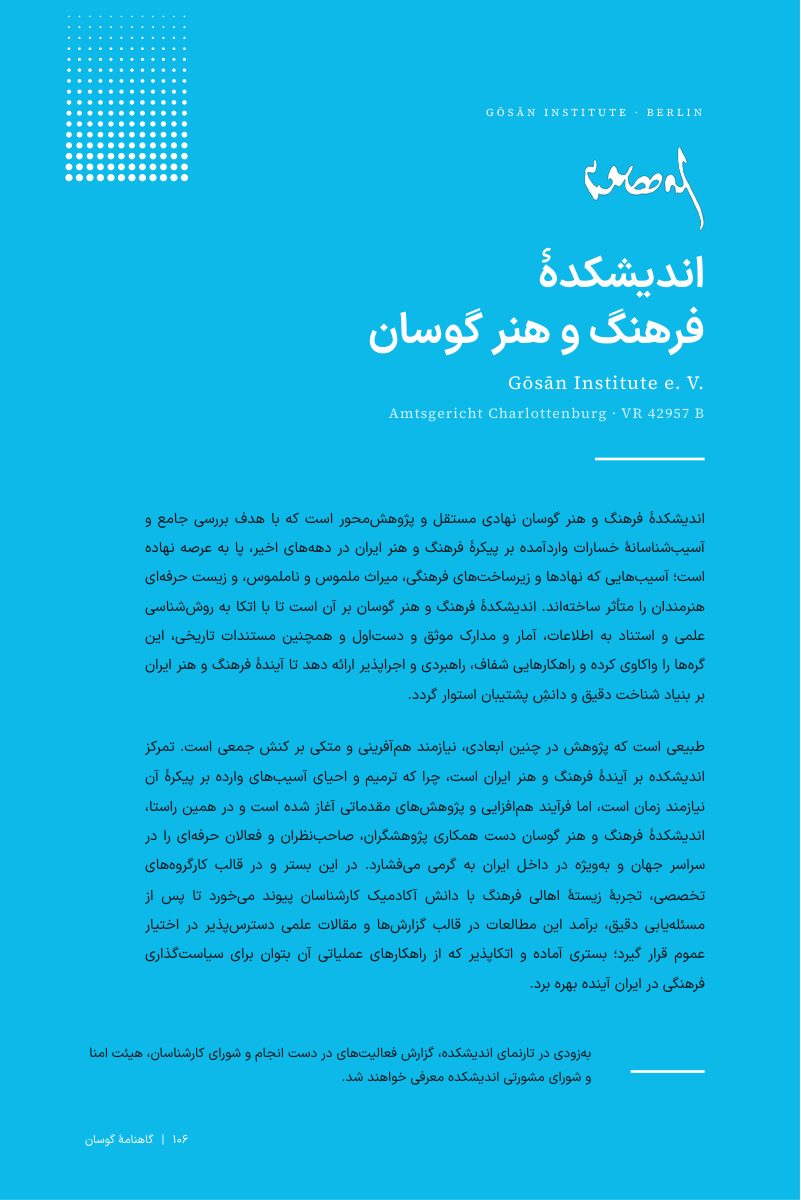 GŌSĀN INSTITUTE · BERLIN
اندیشکدهٔ
فرهنگ و هنر گوسان
Gōsān Institute e. V.
Amtsgericht Charlottenburg · VR 42957 B
اندیشکدهٔ فرهنگ و هنر گوسان نهادی مستقل و پژوهش‌محور است که با هدف بررسی جامع و
آسیب‌شناسانهٔ خسارات واردآمده بر پیکرهٔ فرهنگ و هنر ایران در دهه‌های اخیر، پا به عرصه نهاده
است؛ آسیب‌هایی که نهادها و زیرساخت‌های فرهنگی، میراث ملموس و ناملموس، و زیست حرفه‌ای
هنرمندان را متأثر ساخته‌اند. اندیشکدهٔ فرهنگ و هنر گوسان بر آن است تا با اتکا به روش‌شناسی
علمی و استناد به اطلاعات، آمار و مدارک موثق و دست‌اول و همچنین مستندات تاریخی، این
گره‌ها را واکاوی کرده و راهکارهایی شفاف، راهبردی و اجراپذیر ارائه دهد تا آیندهٔ فرهنگ و هنر ایران
بر بنیاد شناخت دقیق و دانشِ پشتیبان استوار گردد.
طبیعی است که پژوهش در چنین ابعادی، نیازمند هم‌آفرینی و متکی بر کنش جمعی است. تمرکز
اندیشکده بر آیندهٔ فرهنگ و هنر ایران است، چرا که ترمیم و احیای آسیب‌های وارده بر پیکرهٔ آن
نیازمند زمان است، اما فرآیند هم‌افزایی و پژوهش‌های مقدماتی آغاز شده است و در همین راستا،
اندیشکدهٔ فرهنگ و هنر گوسان دست همکاری پژوهشگران، صاحب‌نظران و فعالان حرفه‌ای را در
سراسر جهان و به‌ویژه در داخل ایران به گرمی می‌فشارد. در این بستر و در قالب کارگروه‌های
تخصصی، تجربهٔ زیستهٔ اهالی فرهنگ با دانش آکادمیک کارشناسان پیوند می‌خورد تا پس از
مسئله‌یابی دقیق، برآمد این مطالعات در قالب گزارش‌ها و مقالات علمی دسترس‌پذیر در اختیار
عموم قرار گیرد؛ بستری آماده و اتکاپذیر که از راهکارهای عملیاتی آن بتوان برای سیاست‌گذاری
فرهنگی در ایران آینده بهره برد.
به‌زودی در تارنمای اندیشکده، گزارش فعالیت‌های در دست انجام و شورای کارشناسان، هیئت امنا
و شورای مشورتی اندیشکده معرفی خواهند شد.
۱۰۶ | گاهنامهٔ گوسان